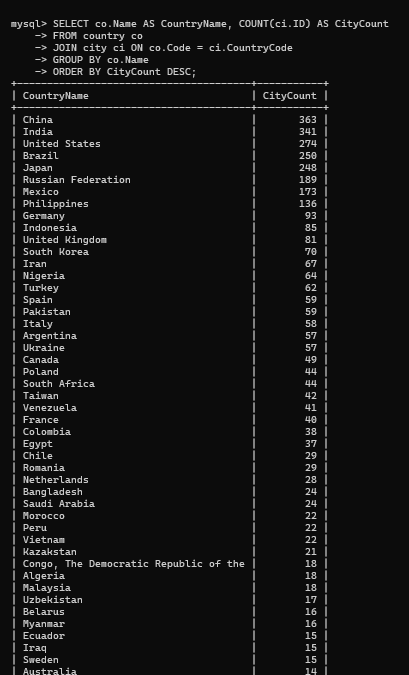 mysql> SELECT co.Name AS CountryName, COUNT(ci.ID) AS CityCount
    -> FROM country co
    -> JOIN city ci ON co.Code = ci.CountryCode
    -> GROUP BY co.Name
    -> ORDER BY CityCount DESC;
+---------------------------------------+-----------+
| CountryName                           | CityCount |
+---------------------------------------+-----------+
| China                                 |       363 |
| India                                 |       341 |
| United States                         |       274 |
| Brazil                                |       250 |
| Japan                                 |       248 |
| Russian Federation                    |       189 |
| Mexico                                |       173 |
| Philippines                           |       136 |
| Germany                               |        93 |
| Indonesia                             |        85 |
| United Kingdom                        |        81 |
| South Korea                           |        70 |
| Iran                                  |        67 |
| Nigeria                               |        64 |
| Turkey                                |        62 |
| Spain                                 |        59 |
| Pakistan                              |        59 |
| Italy                                 |        58 |
| Argentina                             |        57 |
| Ukraine                               |        57 |
| Canada                                |        49 |
| Poland                                |        44 |
| South Africa                          |        44 |
| Taiwan                                |        42 |
| Venezuela                             |        41 |
| France                                |        40 |
| Colombia                              |        38 |
| Egypt                                 |        37 |
| Chile                                 |        29 |
| Romania                               |        29 |
| Netherlands                           |        28 |
| Bangladesh                            |        24 |
| Saudi Arabia                          |        24 |
| Morocco                               |        22 |
| Peru                                  |        22 |
| Vietnam                               |        22 |
| Kazakstan                             |        21 |
| Congo, The Democratic Republic of the |        18 |
| Algeria                               |        18 |
| Malaysia                              |        18 |
| Uzbekistan                            |        17 |
| Belarus                               |        16 |
| Myanmar                               |        16 |
| Ecuador                               |        15 |
| Iraq                                  |        15 |
| Sweden                                |        15 |
| Australia                             |        14 |